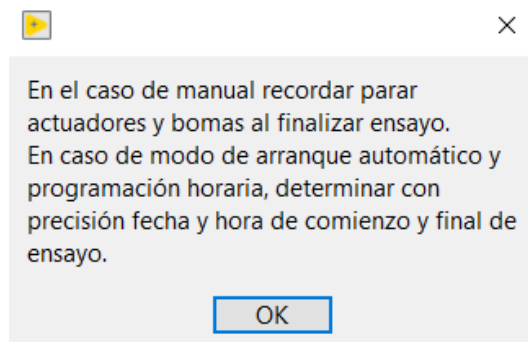 En el caso de manual recordar parar
actuadores y bomas al finalizar ensayo.
En caso de modo de arranque automático y
programación horaria, determinar con
precisión fecha y hora de comienzo y final de
ensayo.
OK